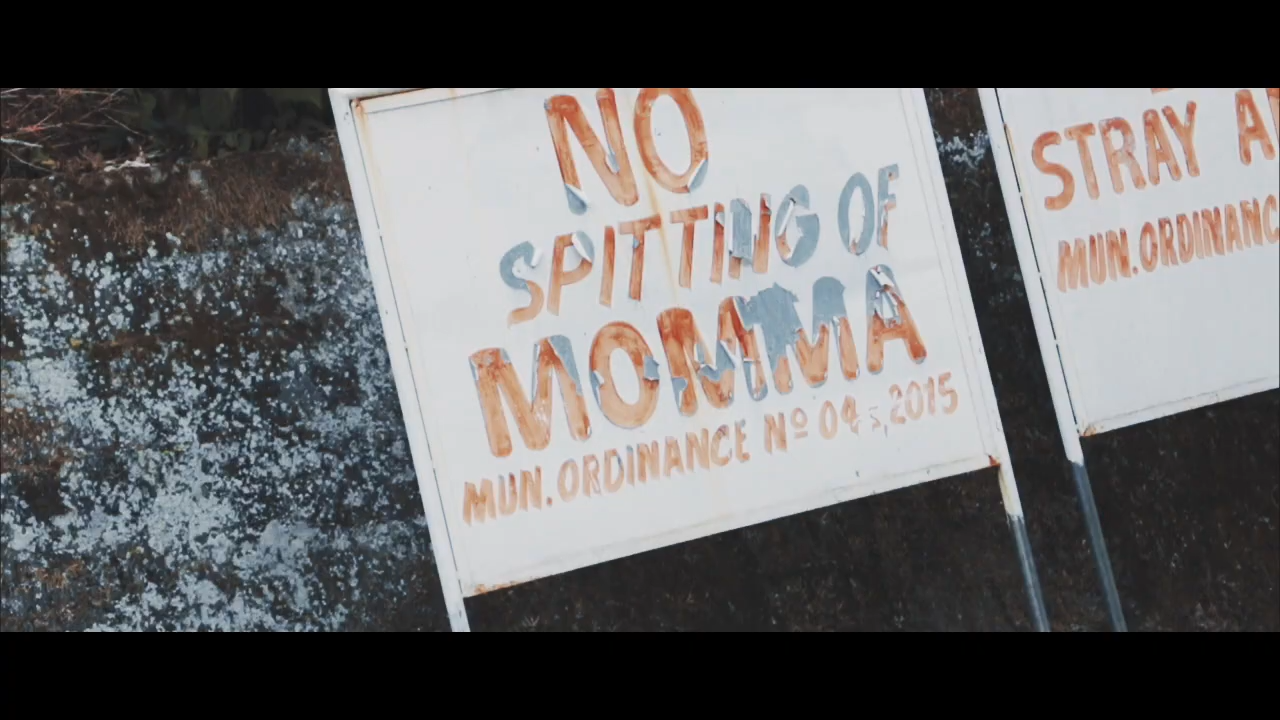 NO
SPITTING OF
MOMMA
MUN. ORDINANCE Nº 04 s, 2015
STRAY
MUN. ORDINANC